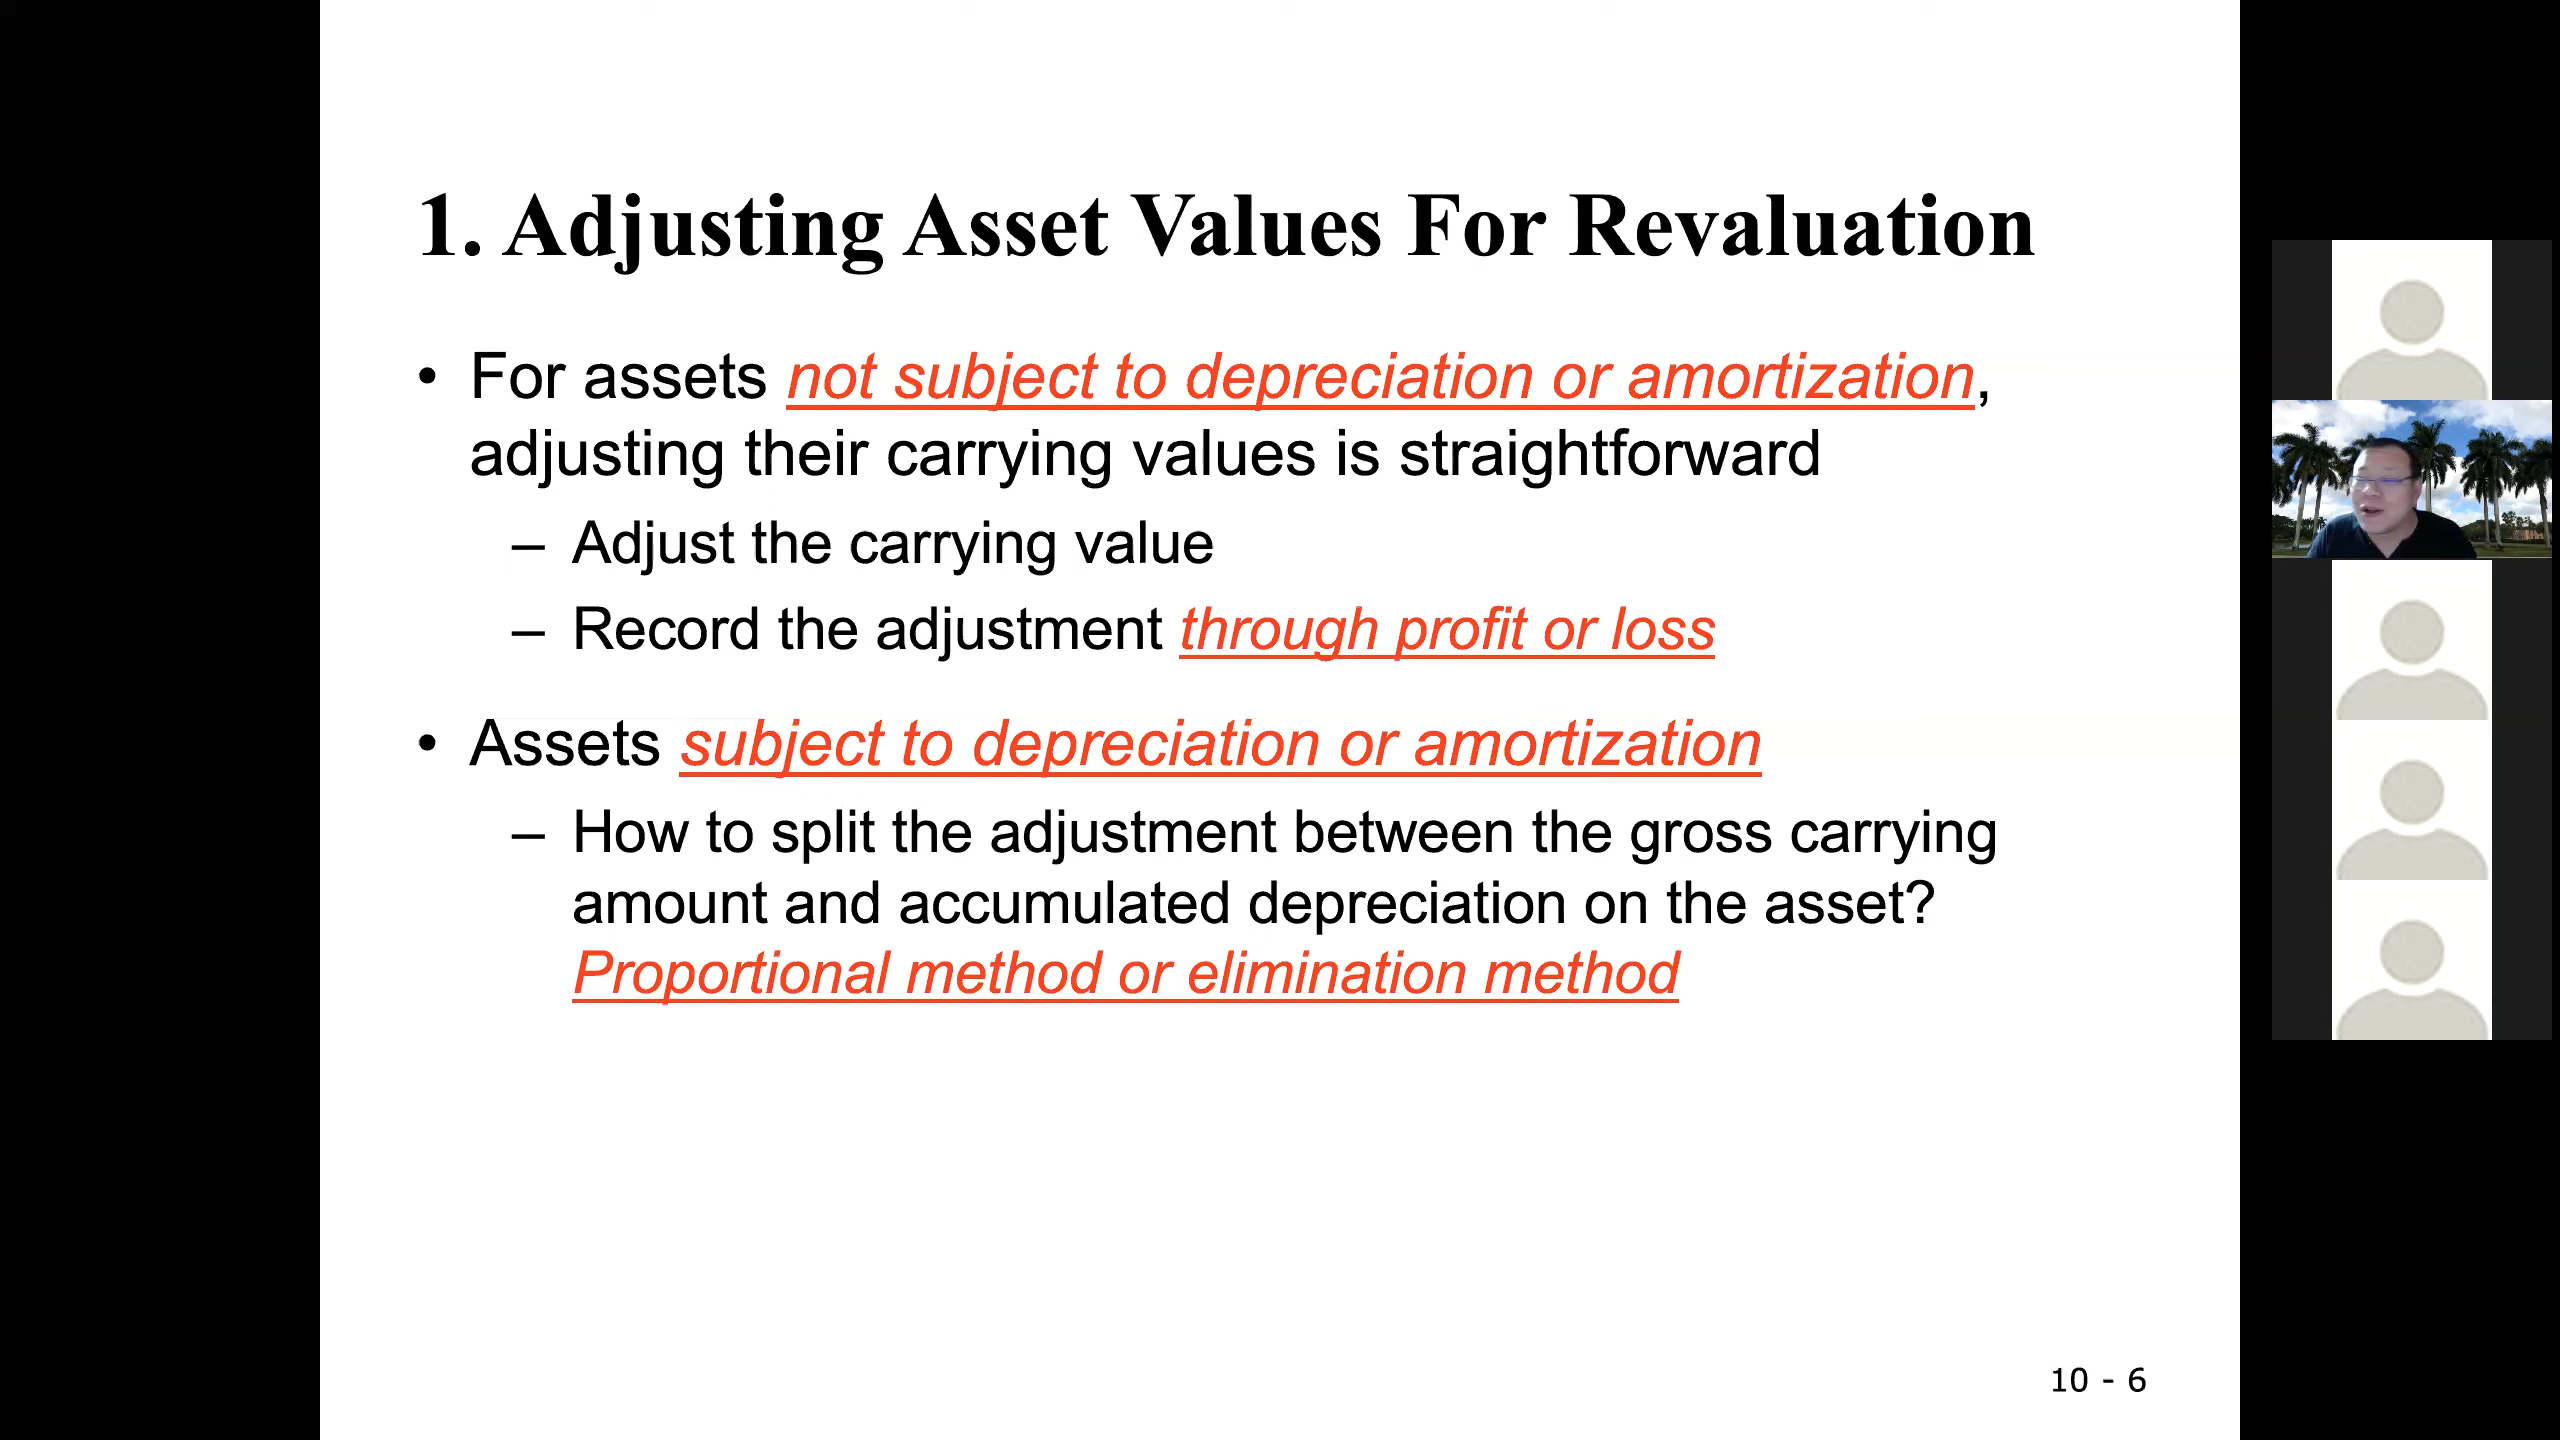 1. Adjusting Asset Values For Revaluation
• For assets not subject to depreciation or amortization,
adjusting their carrying values is straightforward
– Adjust the carrying value
– Record the adjustment through profit or loss
• Assets subject to depreciation or amortization
– How to split the adjustment between the gross carrying
amount and accumulated depreciation on the asset?
Proportional method or elimination method
10 - 6